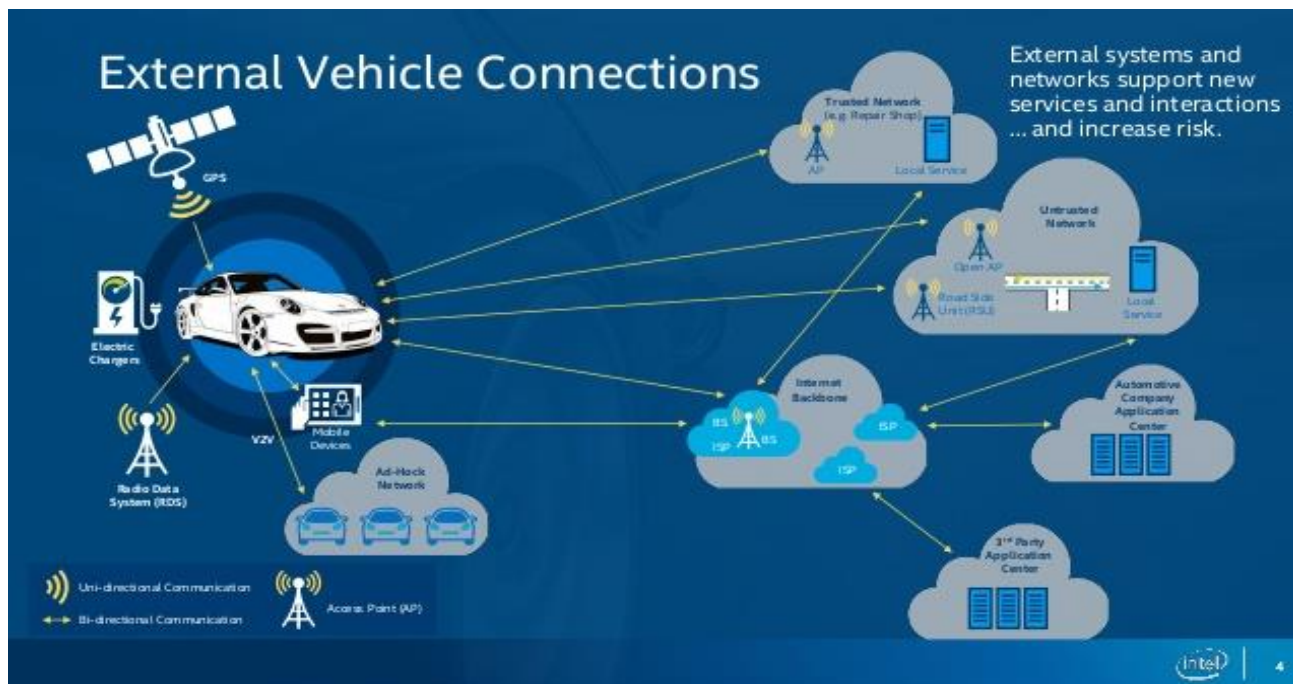 External Vehicle Connections
External systems and
networks support new
services and interactions
... and increase risk.
GPS
Electric
Chargers
Radio Data
System (RDS)
V2V
Mobile
Devices
Ad-Hock
Network
Trusted Network
(e.g. Repair Shop)
AP
Local Service
Untrusted
Network
Open AP
Road Side
Unit (RSU)
Local
Service
Internet
Backbone
BS
ISP
BS
ISP
ISP
Automotive
Company
Application
Center
3rd Party
Application
Center
Uni-directional Communication
Bi-directional Communication
Access Point (AP)
intel
4